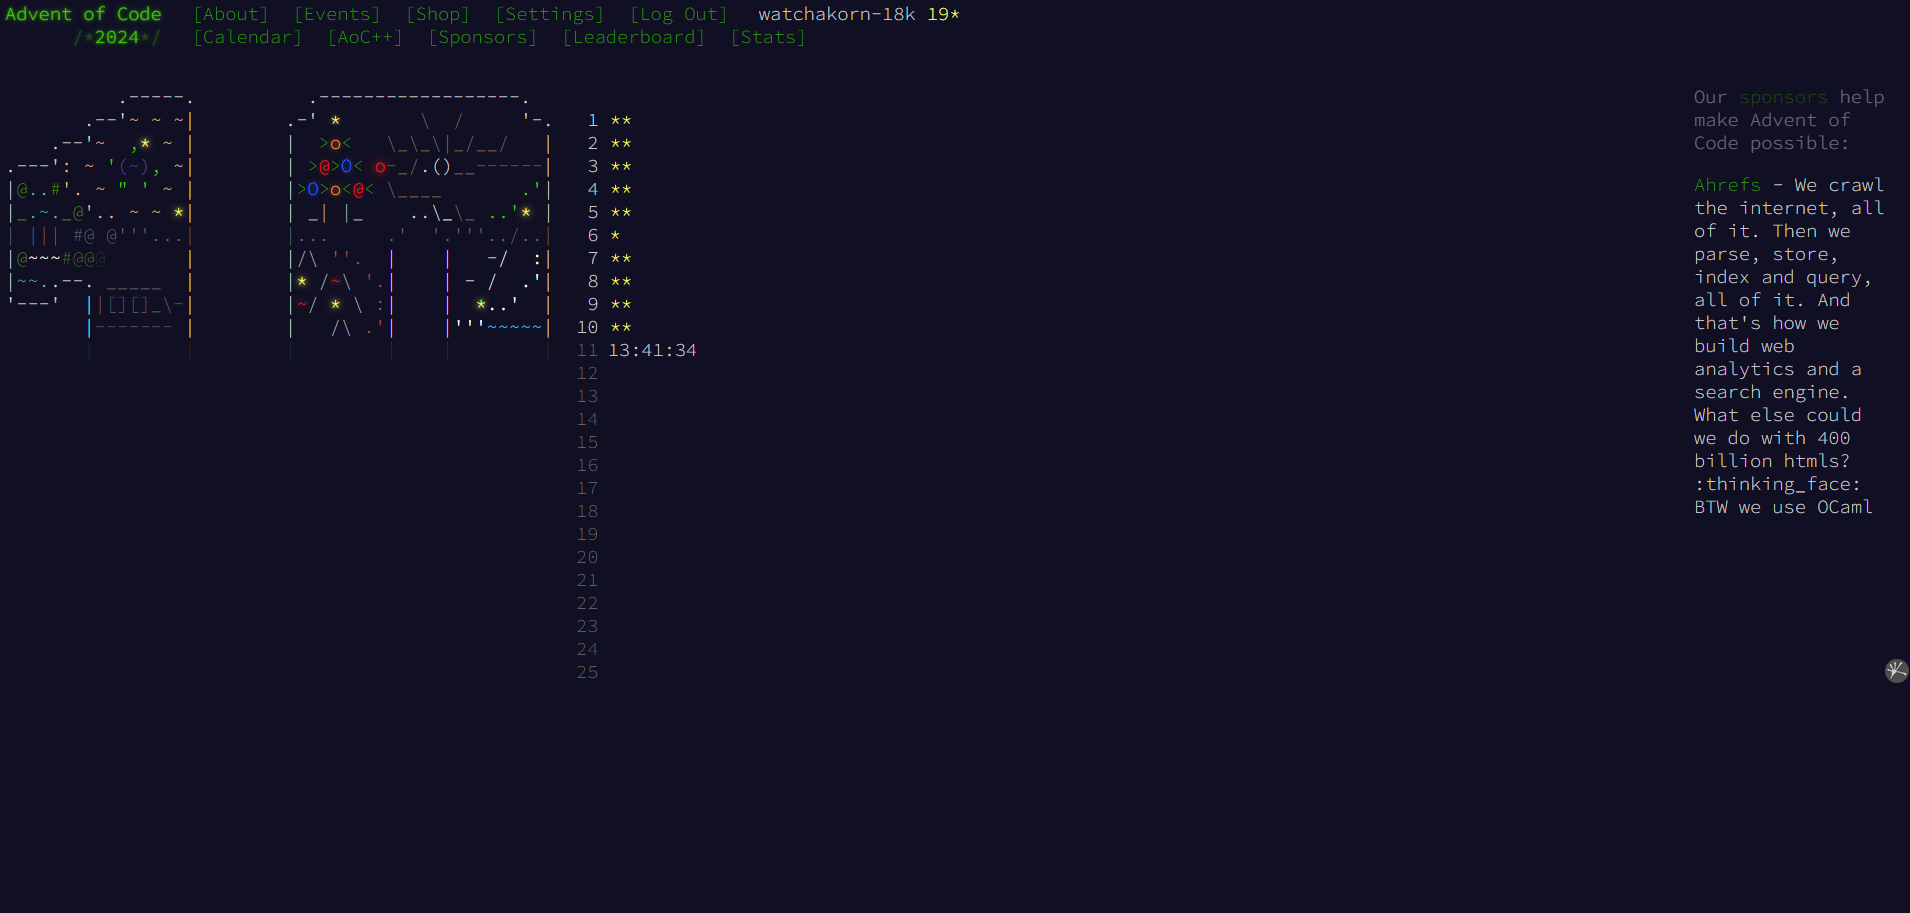 Advent of Code [About] [Events] [Shop] [Settings] [Log Out] watchakorn-18k 19*
/*2024*/ [Calendar] [AoC++] [Sponsors] [Leaderboard] [Stats]
1 **
2 **
3 **
4 **
5 **
6 *
7 **
8 **
9 **
10 **
11 13:41:34
12
13
14
15
16
17
18
19
20
21
22
23
24
25
Our sponsors help
make Advent of
Code possible:
Ahrefs - We crawl
the internet, all
of it. Then we
parse, store,
index and query,
all of it. And
that's how we
build web
analytics and a
search engine.
What else could
we do with 400
billion htmls?
:thinking_face:
BTW we use OCaml